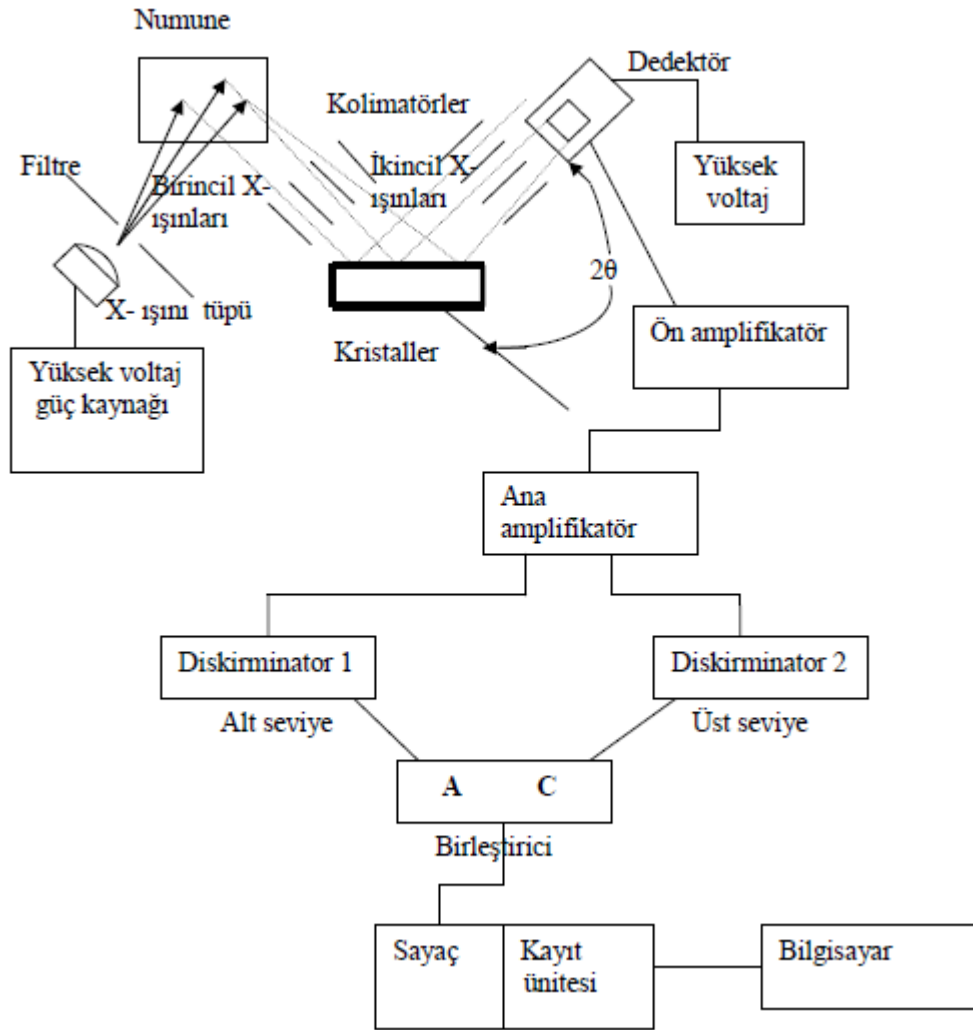 Numune
Dedektör
Kolimatörler
Filtre
Birincil X-
ışınları
İkincil X-
ışınları
Yüksek
voltaj
2θ
X- ışını tüpü
Kristaller
Ön amplifikatör
Yüksek voltaj
güç kaynağı
Ana
amplifikatör
Diskirminator 1
Diskirminator 2
Alt seviye
Üst seviye
A C
Birleştirici
Sayaç
Kayıt
ünitesi
Bilgisayar